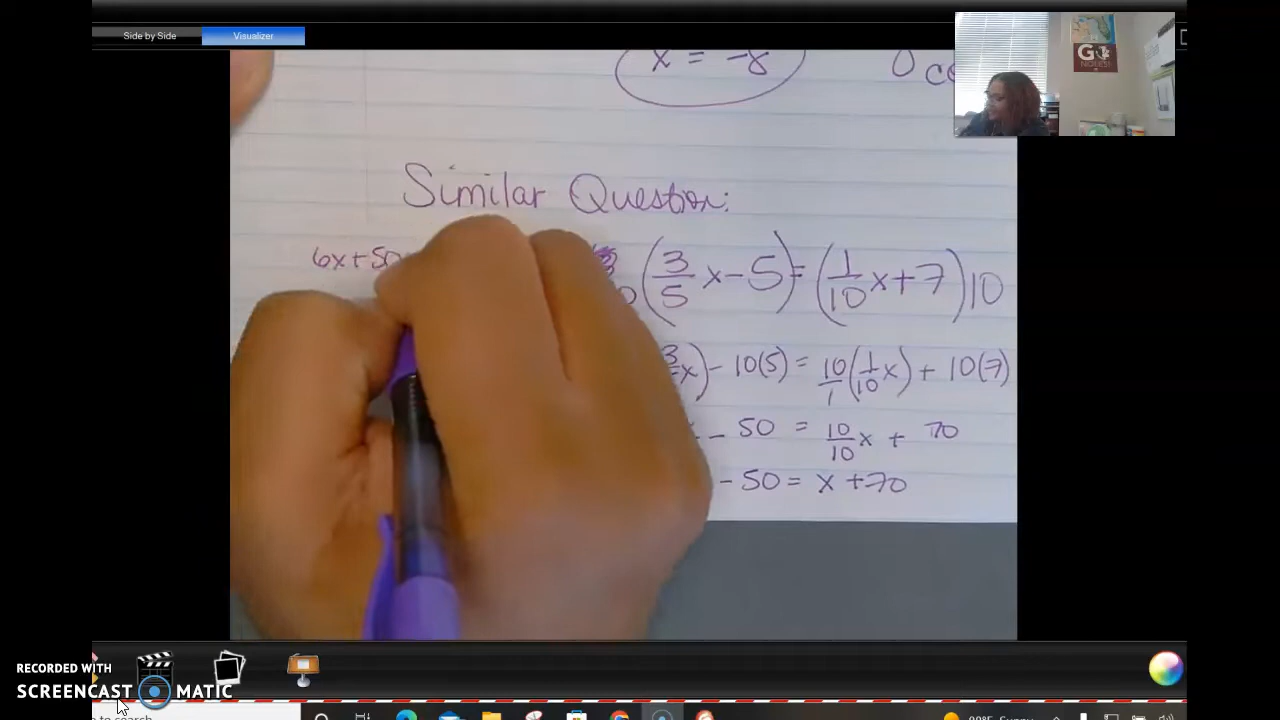 Side by Side Visualizer
x = -8
Similar Question:
6x+50
(3/5 x - 5) = (1/10 x + 7) 10
x) - 10(5) = 10/1 (1/10 x) + 10(7)
- 50 = 10/10 x + 70
- 50 = x + 70
RECORDED WITH
SCREENCAST MATIC